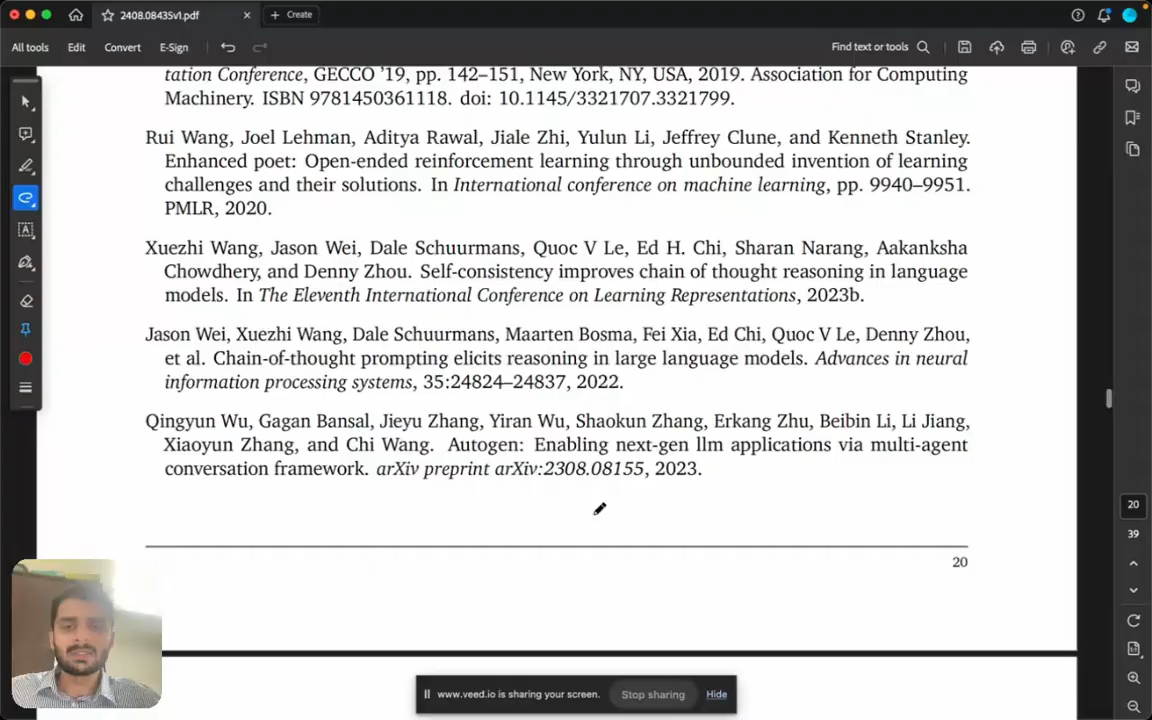 2408.08435v1.pdf
Create
All tools
Edit
Convert
E-Sign
Find text or tools
tation Conference, GECCO '19, pp. 142–151, New York, NY, USA, 2019. Association for Computing
Machinery. ISBN 9781450361118. doi: 10.1145/3321707.3321799.
Rui Wang, Joel Lehman, Aditya Rawal, Jiale Zhi, Yulun Li, Jeffrey Clune, and Kenneth Stanley.
Enhanced poet: Open-ended reinforcement learning through unbounded invention of learning
challenges and their solutions. In International conference on machine learning, pp. 9940–9951.
PMLR, 2020.
Xuezhi Wang, Jason Wei, Dale Schuurmans, Quoc V Le, Ed H. Chi, Sharan Narang, Aakanksha
Chowdhery, and Denny Zhou. Self-consistency improves chain of thought reasoning in language
models. In The Eleventh International Conference on Learning Representations, 2023b.
Jason Wei, Xuezhi Wang, Dale Schuurmans, Maarten Bosma, Fei Xia, Ed Chi, Quoc V Le, Denny Zhou,
et al. Chain-of-thought prompting elicits reasoning in large language models. Advances in neural
information processing systems, 35:24824–24837, 2022.
Qingyun Wu, Gagan Bansal, Jieyu Zhang, Yiran Wu, Shaokun Zhang, Erkang Zhu, Beibin Li, Li Jiang,
Xiaoyun Zhang, and Chi Wang. Autogen: Enabling next-gen llm applications via multi-agent
conversation framework. arXiv preprint arXiv:2308.08155, 2023.
20
20
39
www.veed.io is sharing your screen.
Stop sharing
Hide